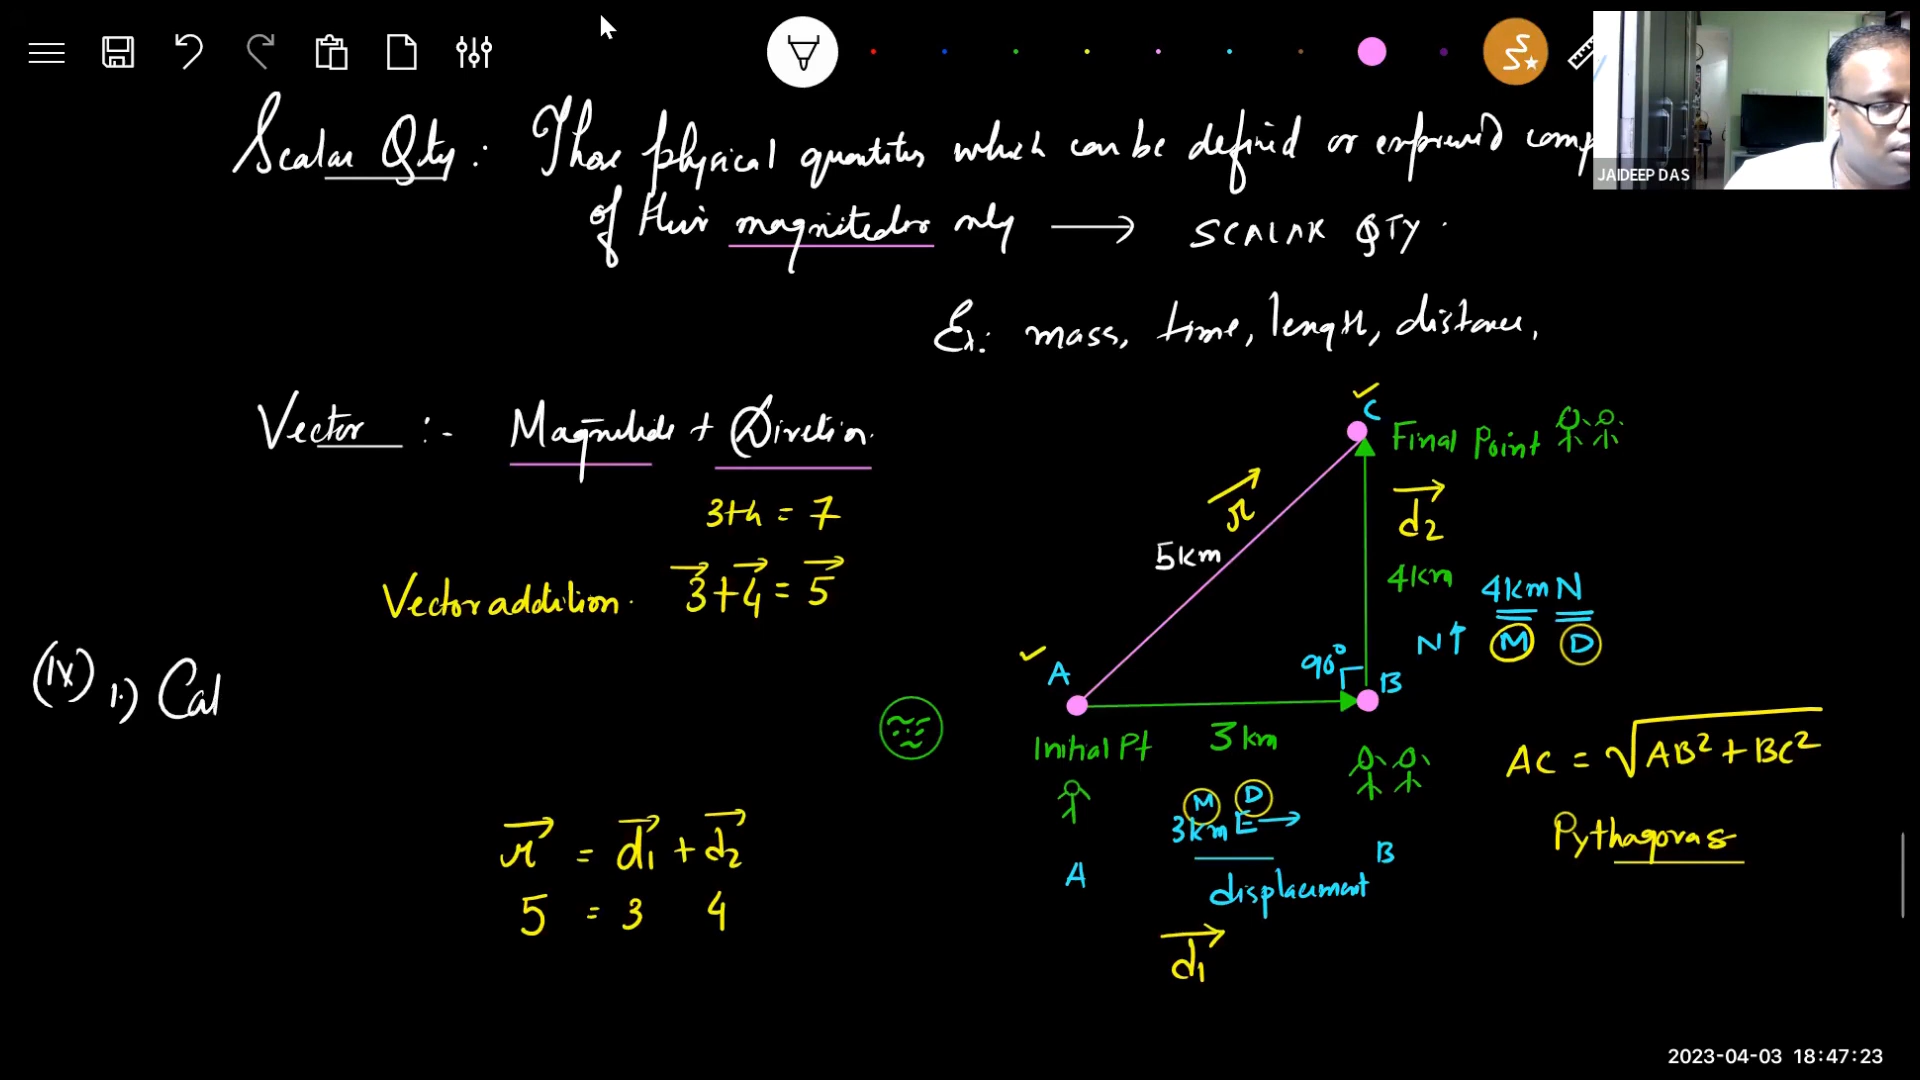 Scalar Qty: Those physical quantities which can be defined or expressed comp
of their magnitudes only → SCALAR QTY.
Ex: mass, time, length, distance,
Vector :- Magnitude + Direction.
3+4 = 7
Vector addition. 3+4 = 5
(IX) 1.) Cal
r = d1 + d2
5 = 3 4
C
Final Point
r
d2
5km
4km
4km N
N↑ M D
90°
A
B
Initial Pt
3 km
AC = √AB² + BC²
Pythagoras
M D
3km E→
A
B
displacement
d1
JAIDEEP DAS
2023-04-03 18:47:23